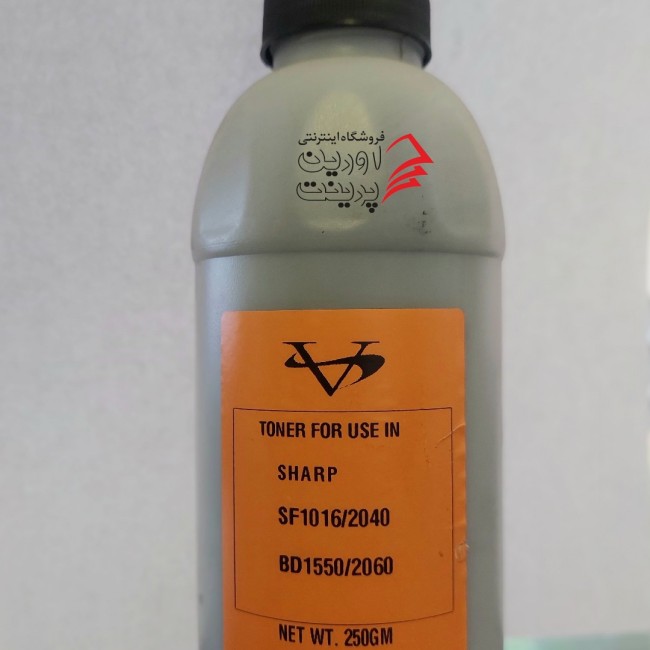 فروشگاه اینترنتی
لاوردین
پرینت
TONER FOR USE IN
SHARP
SF1016/2040
BD1550/2060
NET WT. 250GM